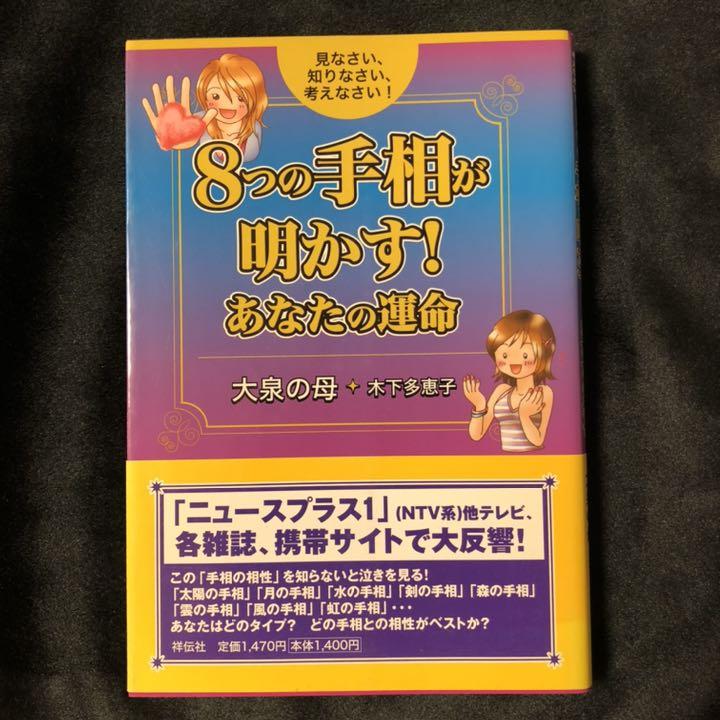 見なさい、
知りなさい、
考えなさい！
8つの手相が
明かす！
あなたの運命
大泉の母✦木下多恵子
「ニュースプラス1」(NTV系)他テレビ、
各雑誌、携帯サイトで大反響！
この「手相の相性」を知らないと泣きを見る！
「太陽の手相」「月の手相」「水の手相」「剣の手相」「森の手相」
「雲の手相」「風の手相」「虹の手相」・・・
あなたはどのタイプ？ どの手相との相性がベストか？
祥伝社 定価1,470円 本体1,400円